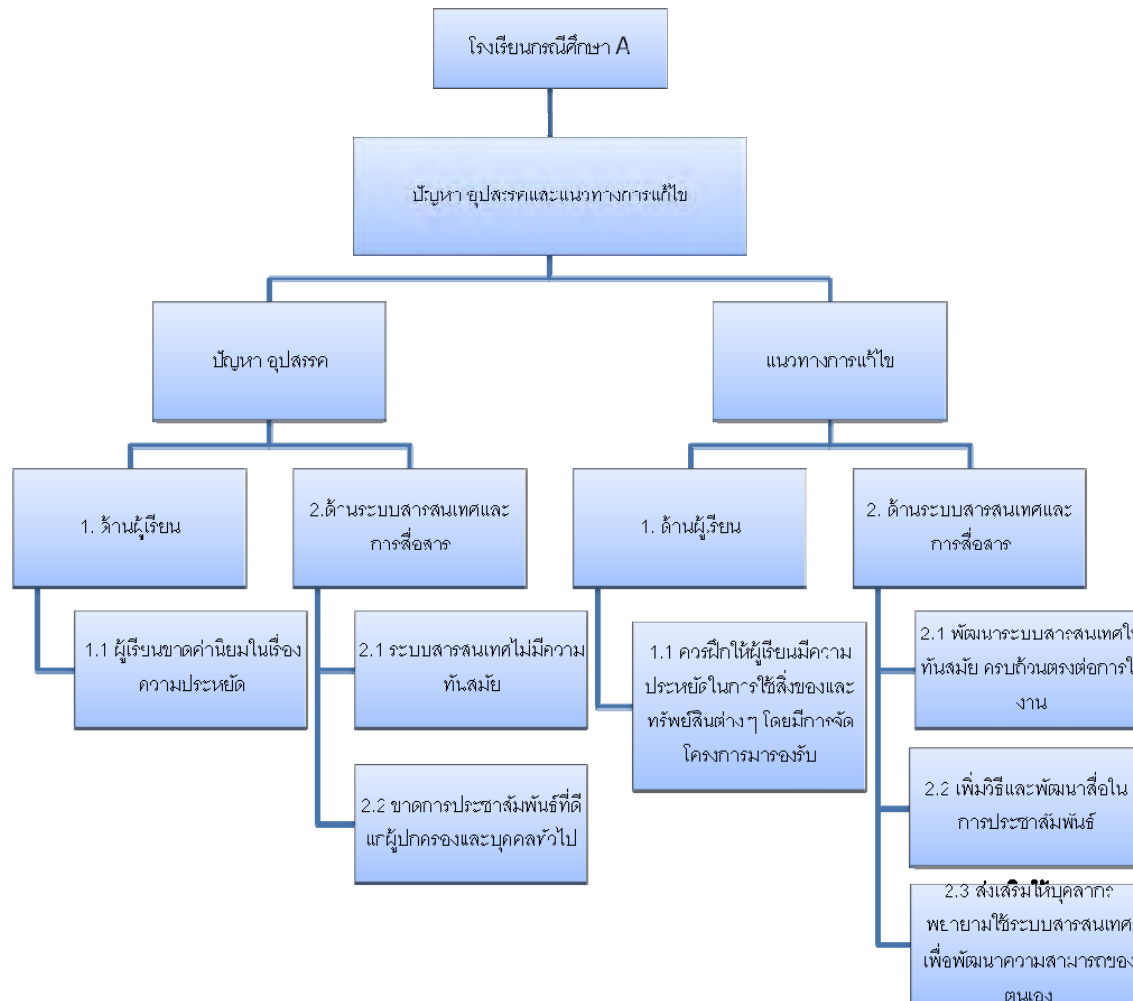 โรงเรียนกรณีศึกษา A
ปัญหา อุปสรรคและแนวทางการแก้ไข
ปัญหา อุปสรรค
แนวทางการแก้ไข
1. ด้านผู้เรียน
2.ด้านระบบสารสนเทศและ
การสื่อสาร
1. ด้านผู้เรียน
2. ด้านระบบสารสนเทศและ
การสื่อสาร
1.1 ผู้เรียนขาดค่านิยมในเรื่อง
ความประหยัด
2.1 ระบบสารสนเทศไม่มีความ
ทันสมัย
2.2 ขาดการประชาสัมพันธ์ที่ดี
แก่ผู้ปกครองและบุคคลทั่วไป
1.1 ควรฝึกให้ผู้เรียนมีความ
ประหยัดในการใช้สิ่งของและ
ทรัพย์สินต่างๆ โดยมีการจัด
โครงการมารองรับ
2.1 พัฒนาระบบสารสนเทศ
ทันสมัย ครบถ้วนตรงต่อการ
งาน
2.2 เพิ่มวิธีและพัฒนาสื่อใน
การประชาสัมพันธ์
2.3 ส่งเสริมให้บุคลากร
พยายามใช้ระบบสารสนเทศ
เพื่อพัฒนาความสามารถของ
ตนเอง